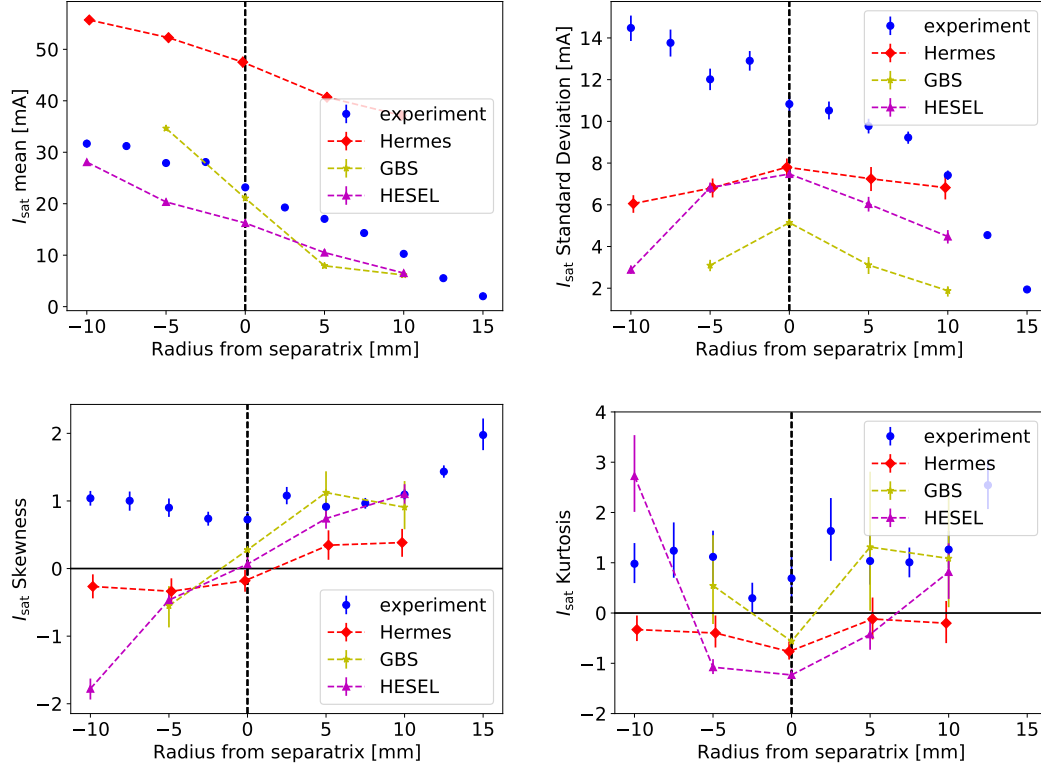 50
40
30
20
10
0
I_sat mean [mA]
experiment
Hermes
GBS
HESEL
−10 −5 0 5 10 15
Radius from separatrix [mm]
14
12
10
8
6
4
2
I_sat Standard Deviation [mA]
experiment
Hermes
GBS
HESEL
−10 −5 0 5 10 15
Radius from separatrix [mm]
2
1
0
−1
−2
I_sat Skewness
experiment
Hermes
GBS
HESEL
−10 −5 0 5 10 15
Radius from separatrix [mm]
4
3
2
1
0
−1
−2
I_sat Kurtosis
experiment
Hermes
GBS
HESEL
−10 −5 0 5 10 15
Radius from separatrix [mm]